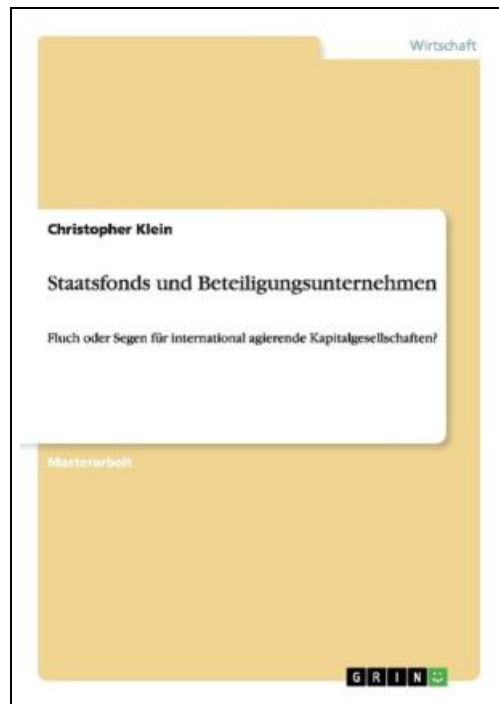 Wirtschaft
Christopher Klein
Staatsfonds und Beteiligungsunternehmen
Fluch oder Segen für international agierende Kapitalgesellschaften?
Masterarbeit
GRIN